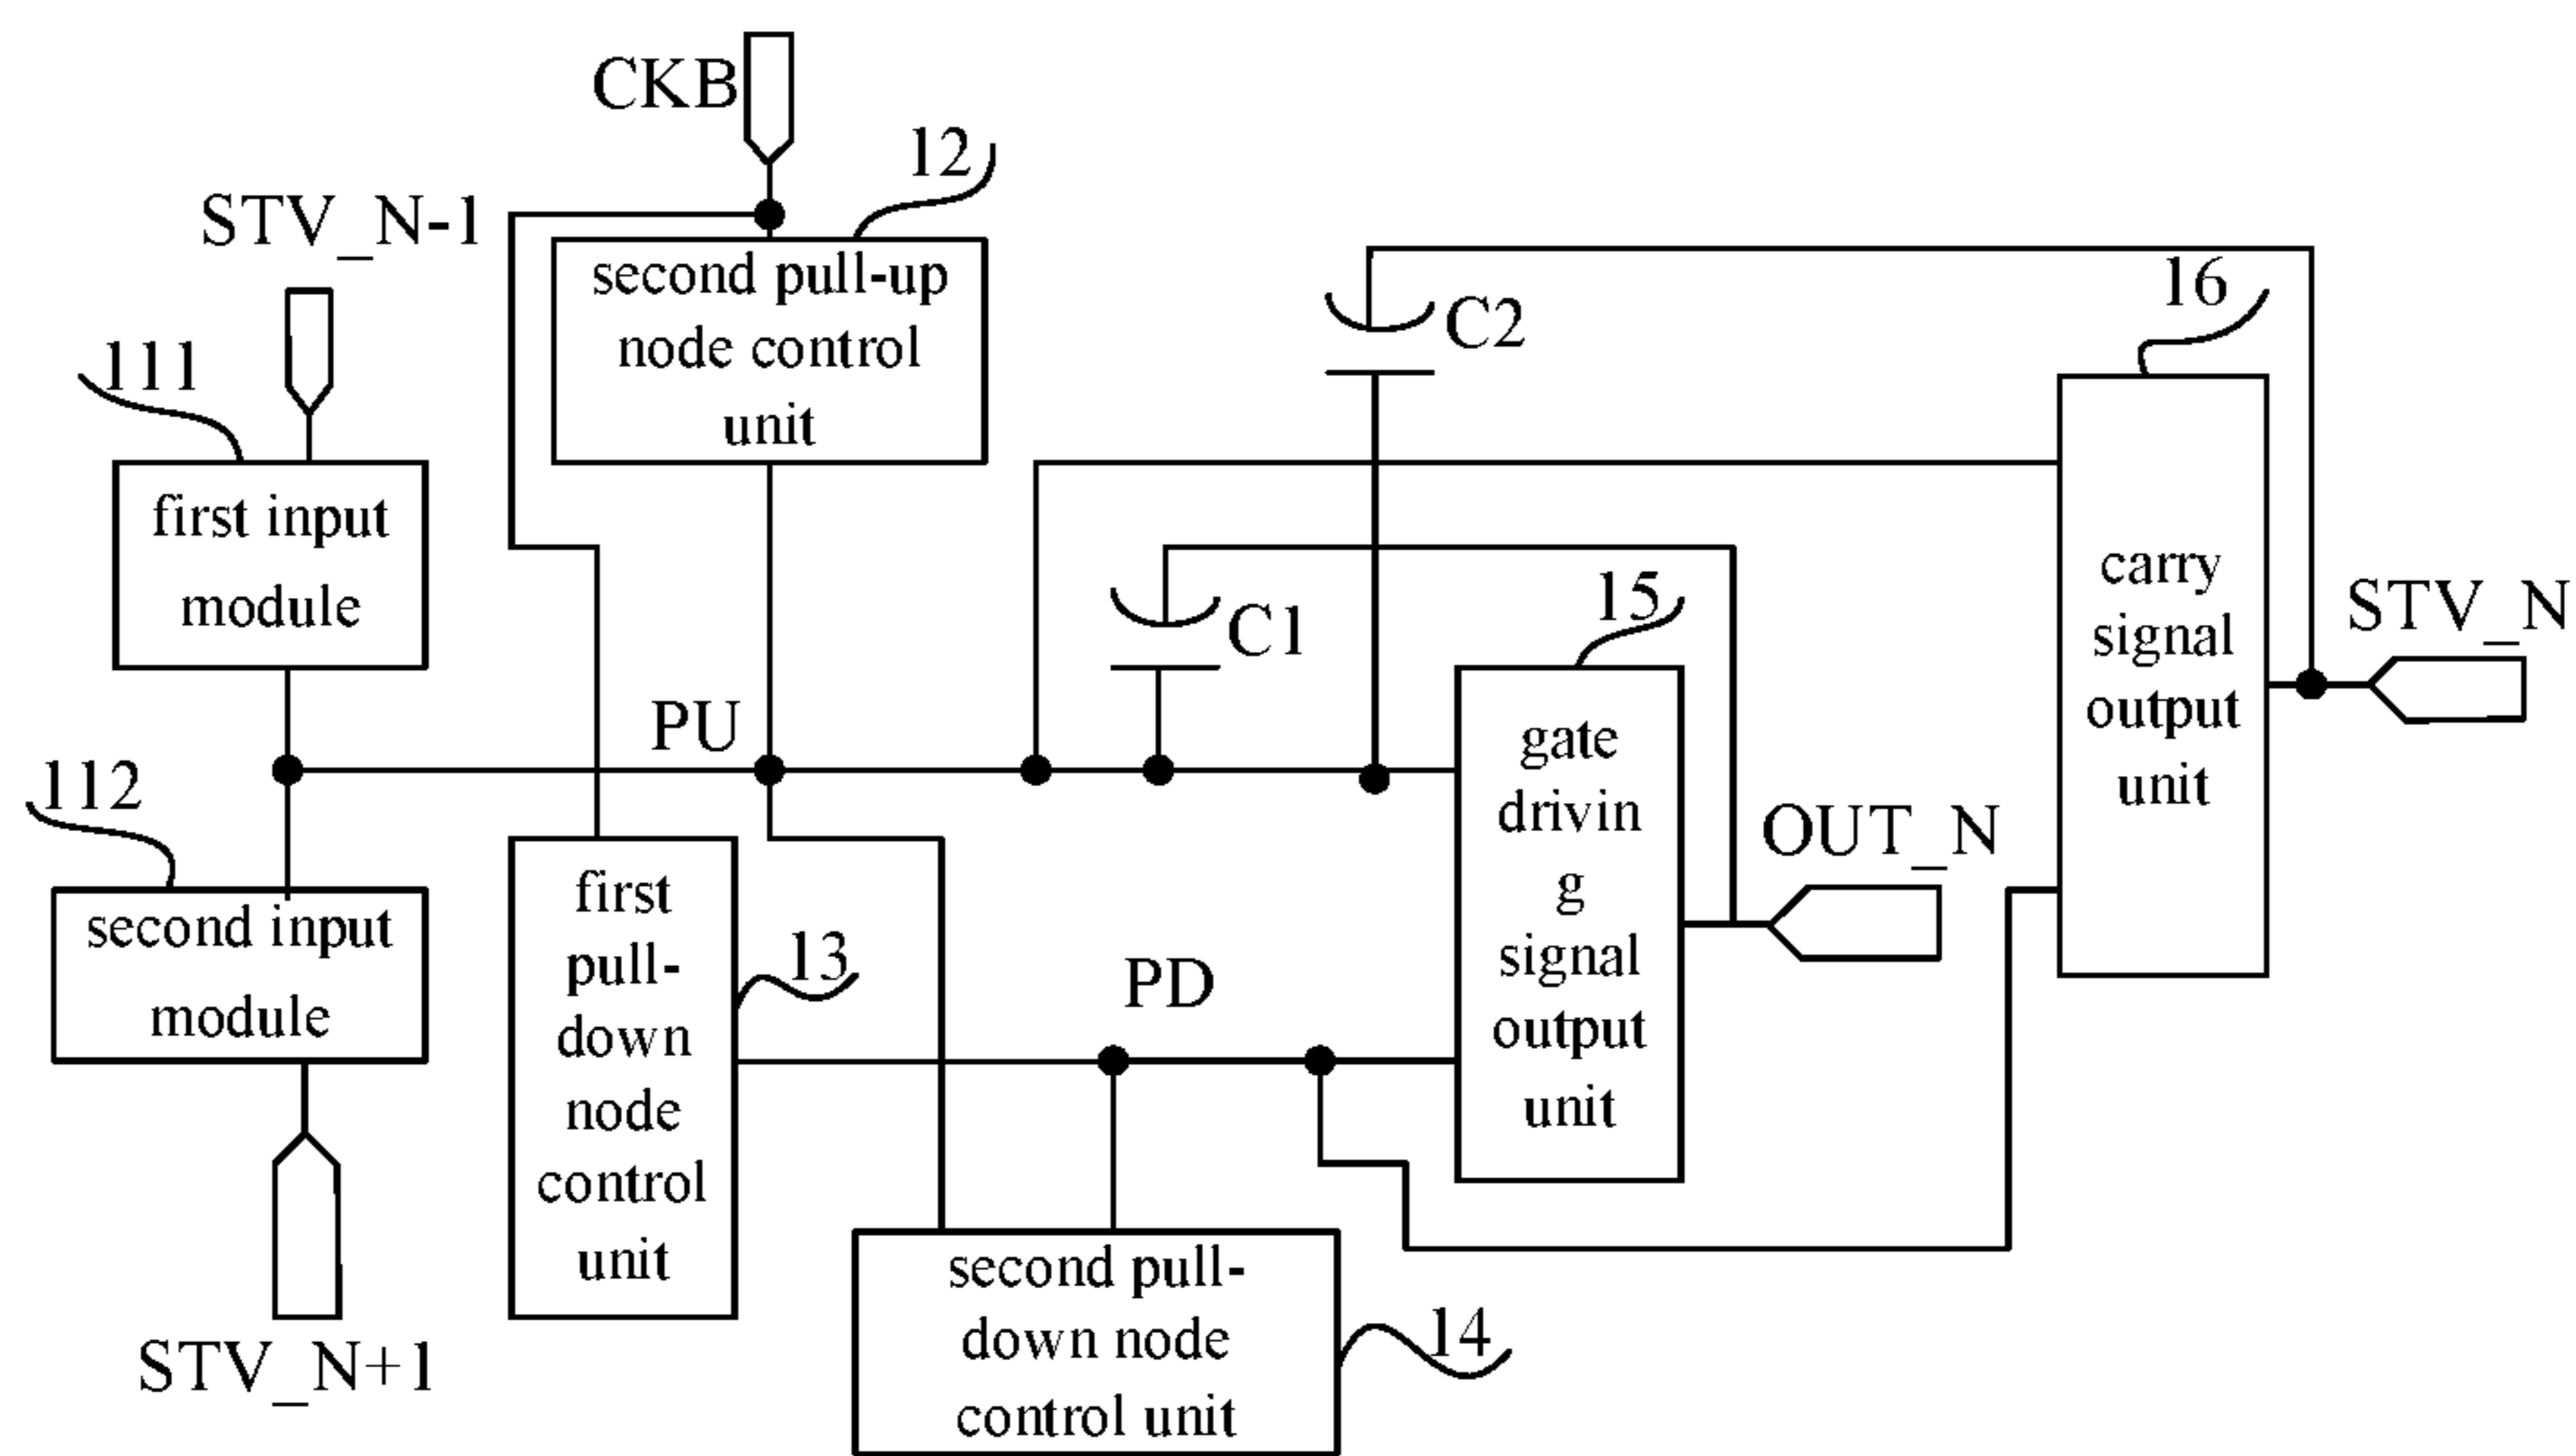 CKB
12
STV_N-1
second pull-up
node control
unit
16
C2
111
first input
module
carry
signal
output
unit
15
STV_N
C1
PU
gate
drivin
g
signal
output
unit
112
OUT_N
second input
module
first
pull-
down
node
control
unit
13
PD
second pull-
down node
control unit
14
STV_N+1